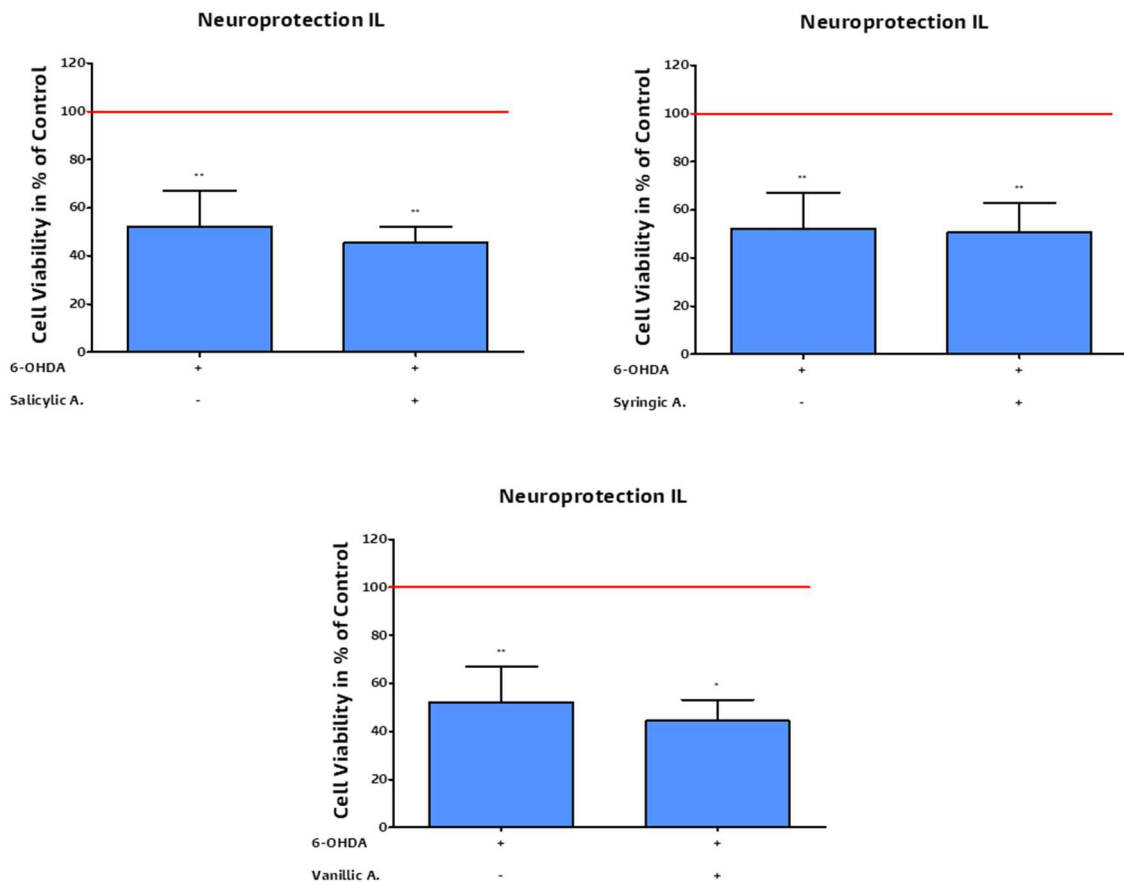 Neuroprotection IL
Cell Viability in % of Control
120
100
80
60
40
20
0
** **
6-OHDA + +
Salicylic A. - +
Neuroprotection IL
Cell Viability in % of Control
120
100
80
60
40
20
0
** **
6-OHDA + +
Syringic A. - +
Neuroprotection IL
Cell Viability in % of Control
120
100
80
60
40
20
0
** *
6-OHDA + +
Vanillic A. - +